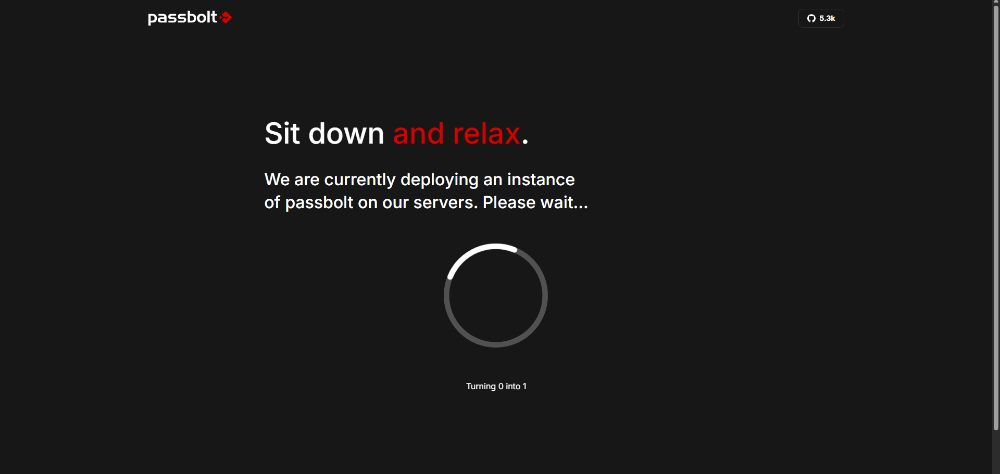 passbolt
5.3k
Sit down and relax.
We are currently deploying an instance
of passbolt on our servers. Please wait...
Turning 0 into 1